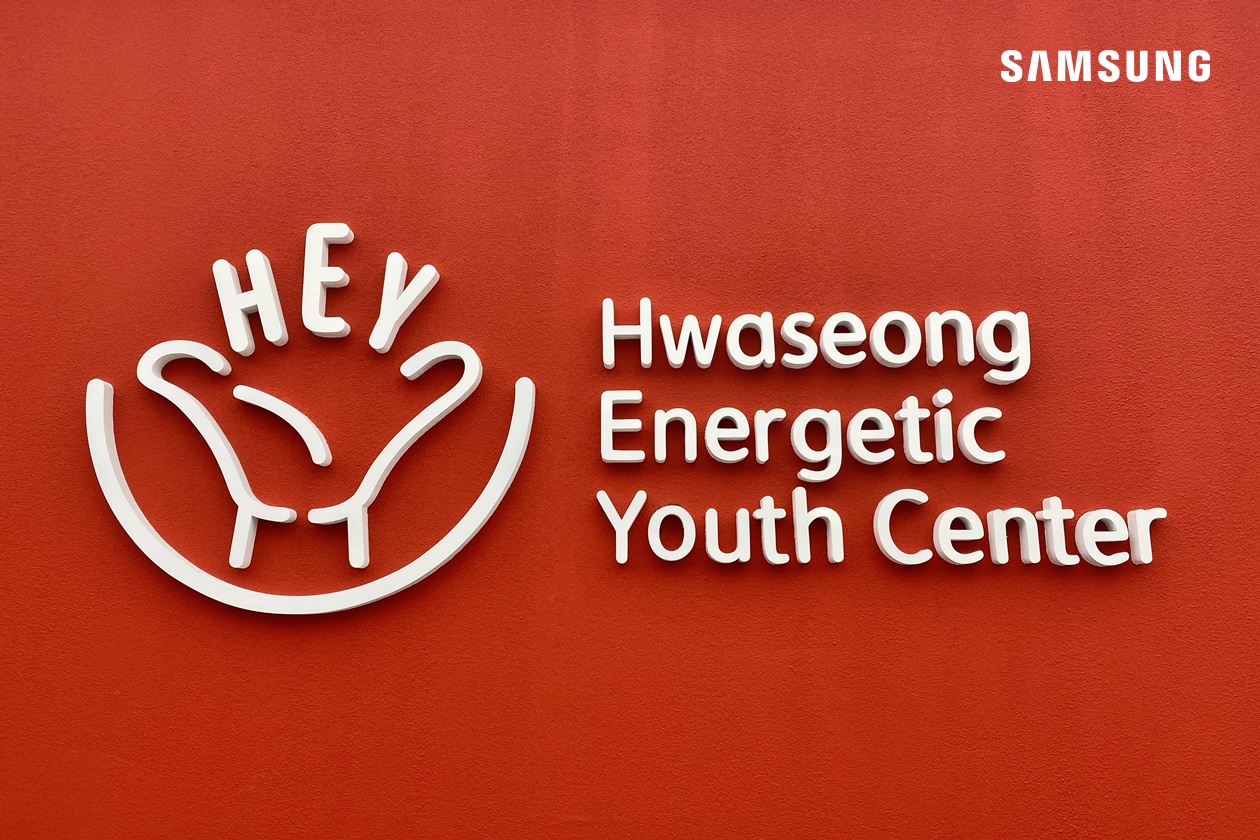 SAMSUNG
HEY
Hwaseong
Energetic
Youth Center